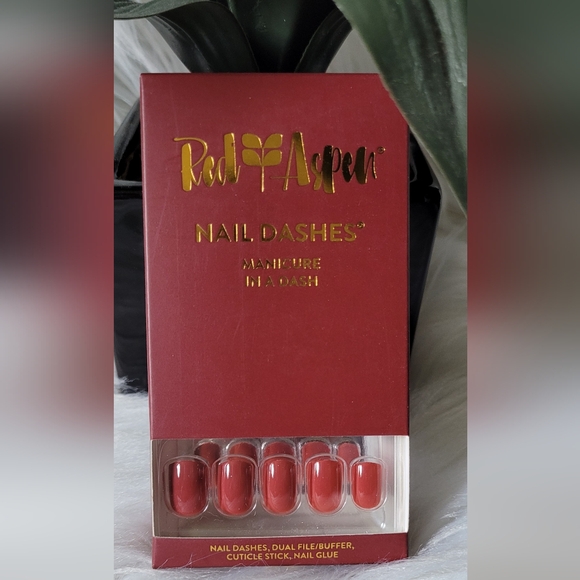 Red Aspen
NAIL DASHES®
MANICURE
IN A DASH
NAIL DASHES, DUAL FILE/BUFFER,
CUTICLE STICK, NAIL GLUE